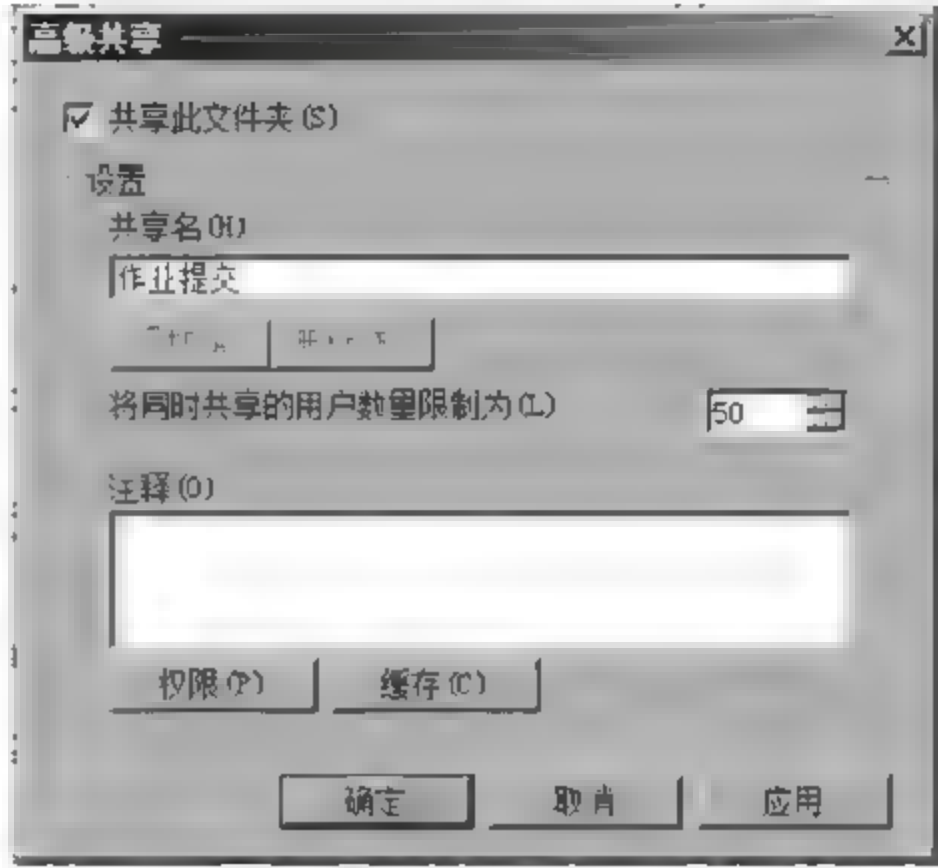 高级共享
共享此文件夹(S)
设置
共享名(H)
作业提交
将同时共享的用户数量限制为(L)
50
注释(O)
权限(P) 缓存(C)
确定 取消 应用